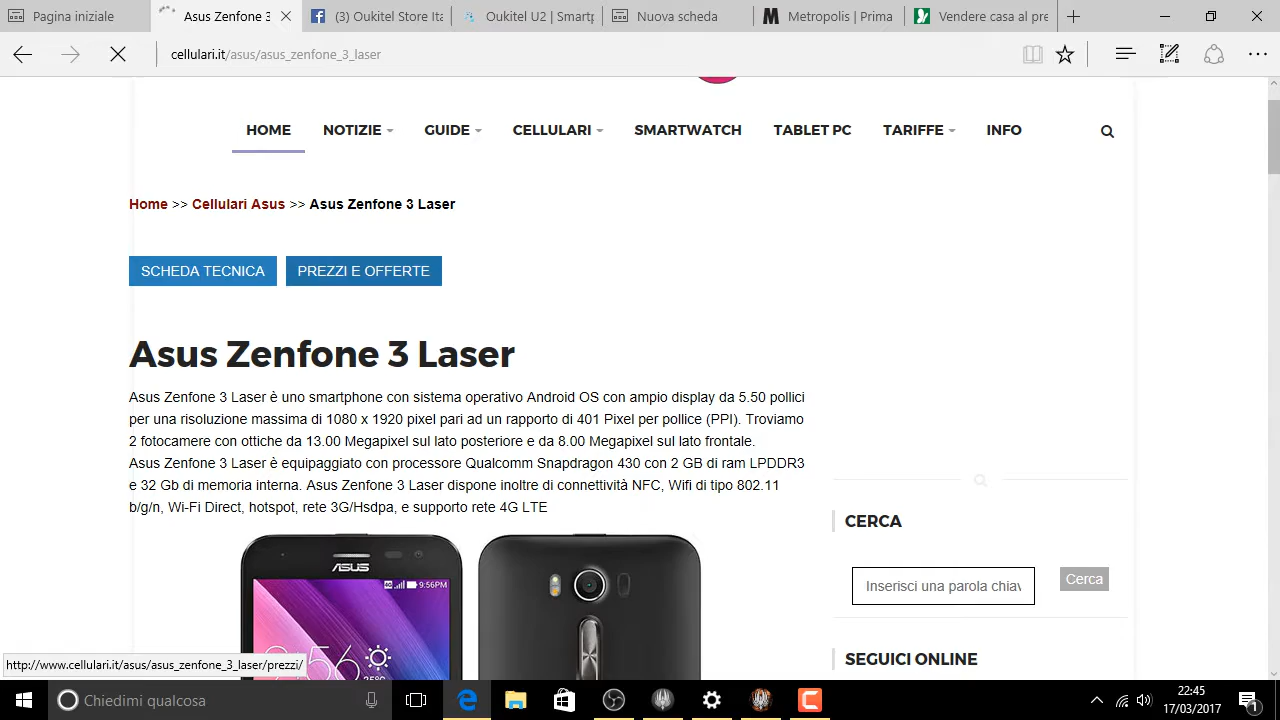 Pagina iniziale
Asus Zenfone 3
(3) Oukitel Store Ita
Oukitel U2 | Smartp
Nuova scheda
Metropolis | Prima
Vendere casa al pre
cellulari.it/asus/asus_zenfone_3_laser
HOME NOTIZIE GUIDE CELLULARI SMARTWATCH TABLET PC TARIFFE INFO
Home >> Cellulari Asus >> Asus Zenfone 3 Laser
SCHEDA TECNICA PREZZI E OFFERTE
Asus Zenfone 3 Laser
Asus Zenfone 3 Laser è uno smartphone con sistema operativo Android OS con ampio display da 5.50 pollici
per una risoluzione massima di 1080 x 1920 pixel pari ad un rapporto di 401 Pixel per pollice (PPI). Troviamo
2 fotocamere con ottiche da 13.00 Megapixel sul lato posteriore e da 8.00 Megapixel sul lato frontale.
Asus Zenfone 3 Laser è equipaggiato con processore Qualcomm Snapdragon 430 con 2 GB di ram LPDDR3
e 32 Gb di memoria interna. Asus Zenfone 3 Laser dispone inoltre di connettività NFC, Wifi di tipo 802.11
b/g/n, Wi-Fi Direct, hotspot, rete 3G/Hsdpa, e supporto rete 4G LTE
ASUS
4G 9:56PM
:56
25°C
CERCA
Inserisci una parola chiav
Cerca
SEGUICI ONLINE
http://www.cellulari.it/asus/asus_zenfone_3_laser/prezzi/
Chiedimi qualcosa
22:45
17/03/2017
1